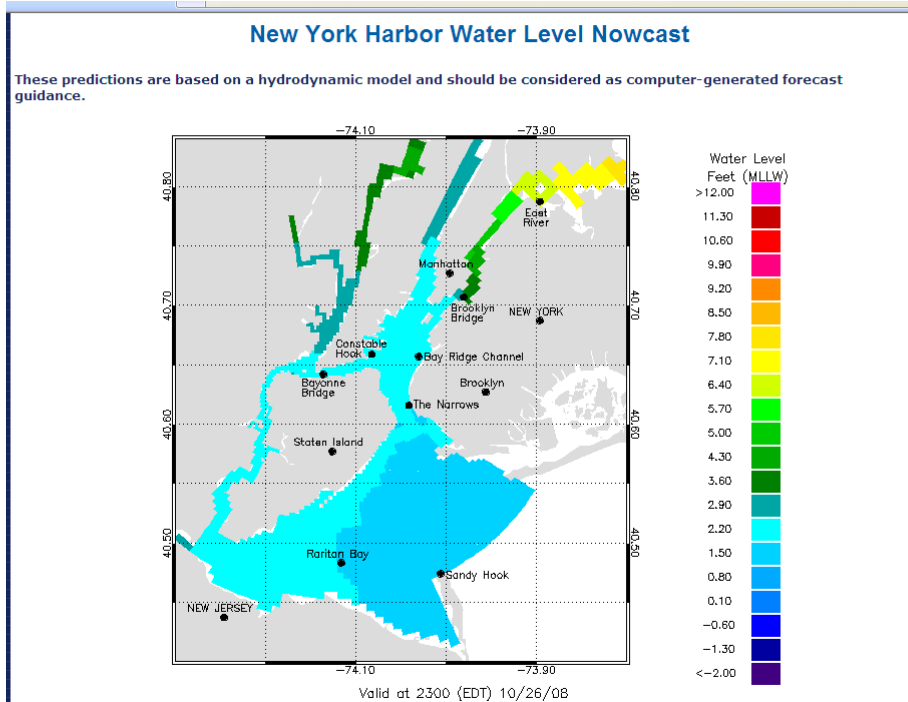 New York Harbor Water Level Nowcast
These predictions are based on a hydrodynamic model and should be considered as computer-generated forecast
guidance.
-74.10
-73.90
Water Level
Feet (MLLW)
>12.00
11.30
10.60
9.90
9.20
8.50
7.80
7.10
6.40
5.70
5.00
4.30
3.60
2.90
2.20
1.50
0.80
0.10
-0.60
-1.30
<-2.00
40.80
40.80
East
River
Manhattan
40.70
40.70
Brooklyn
Bridge
NEW YORK
Constable
Hook
Bay Ridge Channel
Bayonne
Bridge
Brooklyn
The Narrows
40.60
40.60
Staten Island
40.50
40.50
Raritan Bay
Sandy Hook
NEW JERSEY
-74.10
-73.90
Valid at 2300 (EDT) 10/26/08